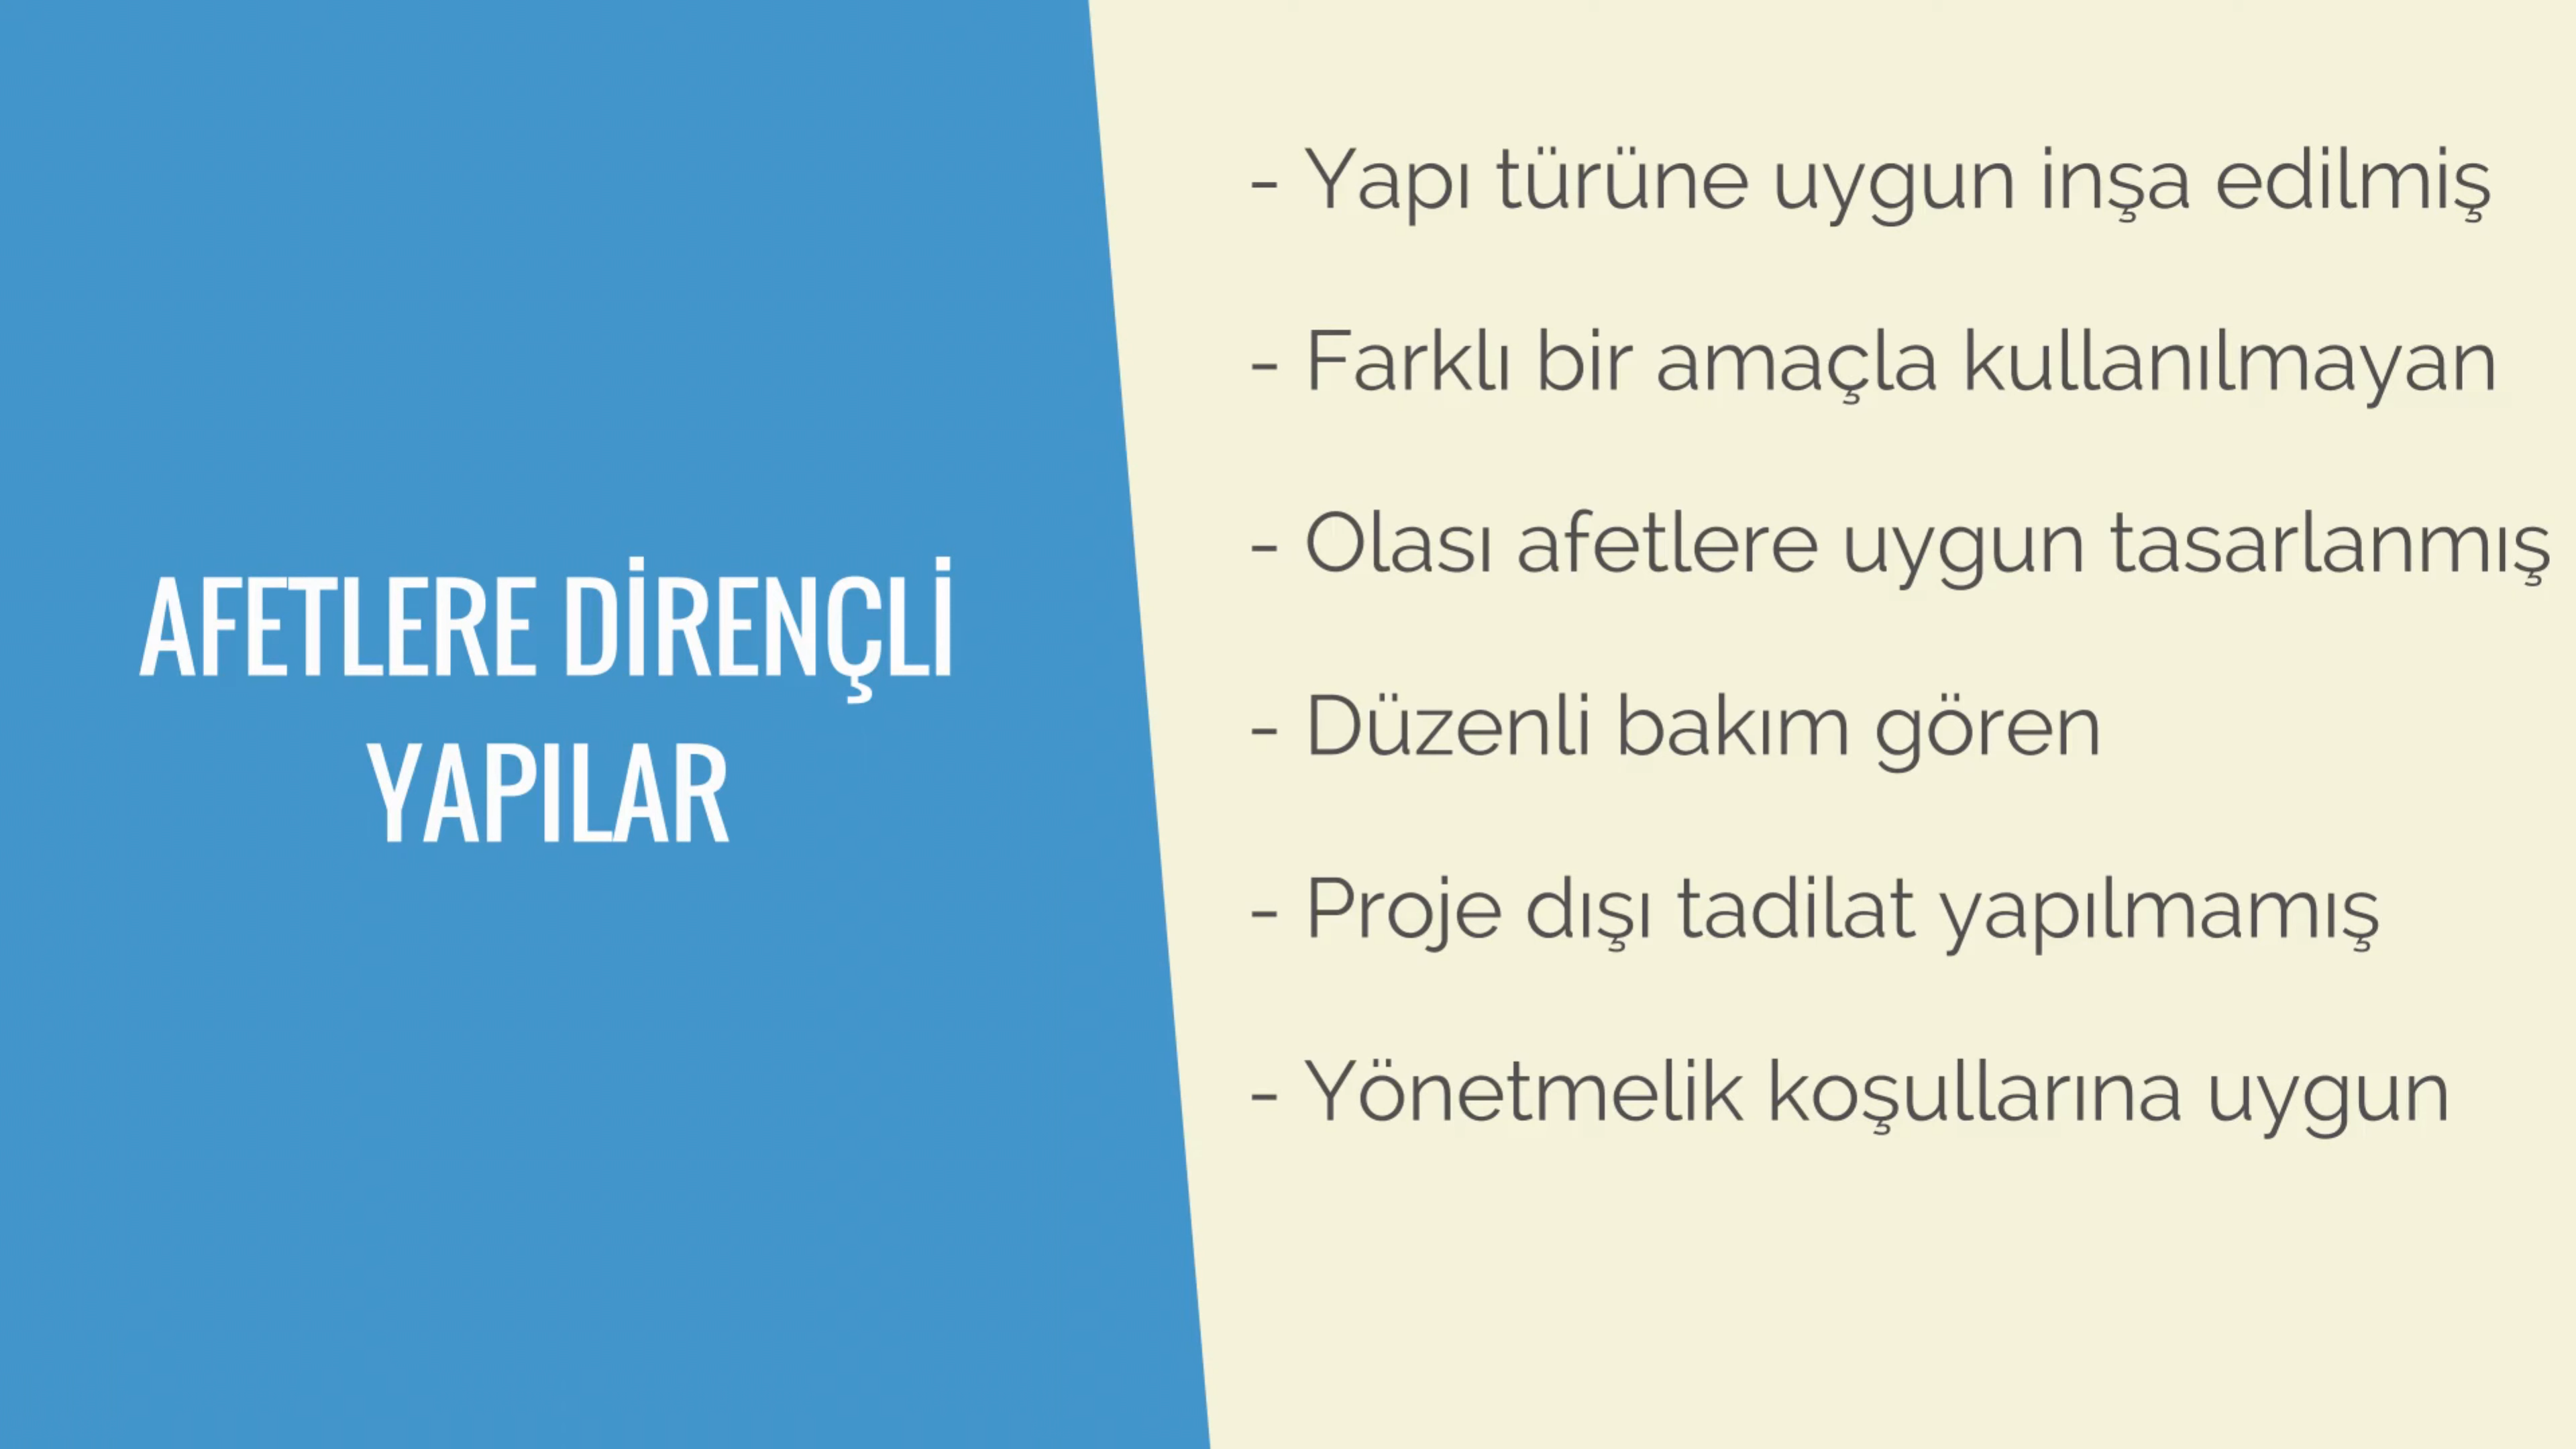 AFETLERE DİRENÇLİ
YAPILAR
- Yapı türüne uygun inşa edilmiş
- Farklı bir amaçla kullanılmayan
- Olası afetlere uygun tasarlanmış
- Düzenli bakım gören
- Proje dışı tadilat yapılmamış
- Yönetmelik koşullarına uygun